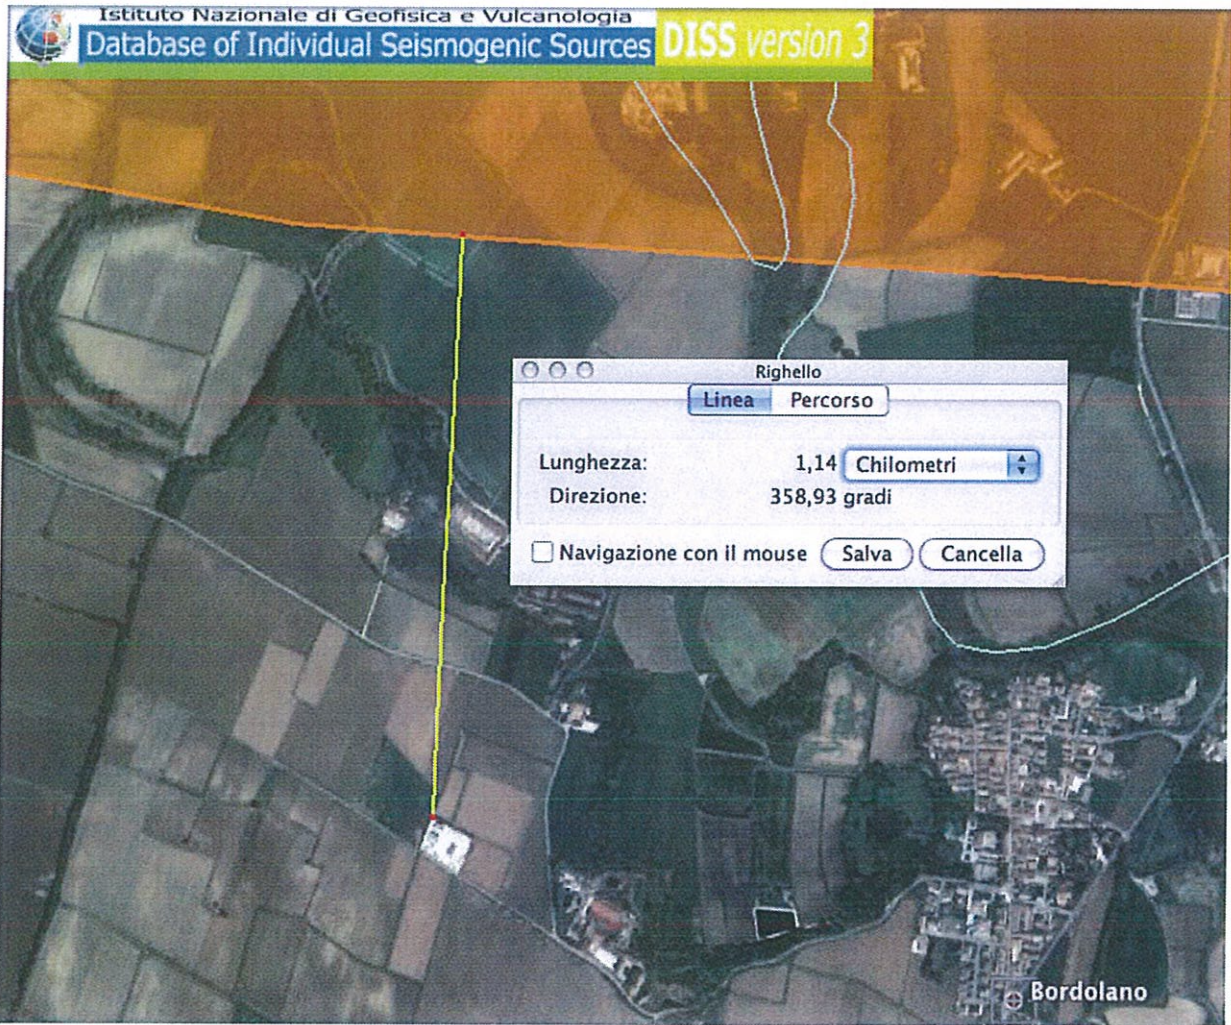 Istituto Nazionale di Geofisica e Vulcanologia
Database of Individual Seismogenic Sources DISS version 3
Righello
Linea Percorso
Lunghezza: 1,14 Chilometri
Direzione: 358,93 gradi
Navigazione con il mouse Salva Cancella
Bordolano